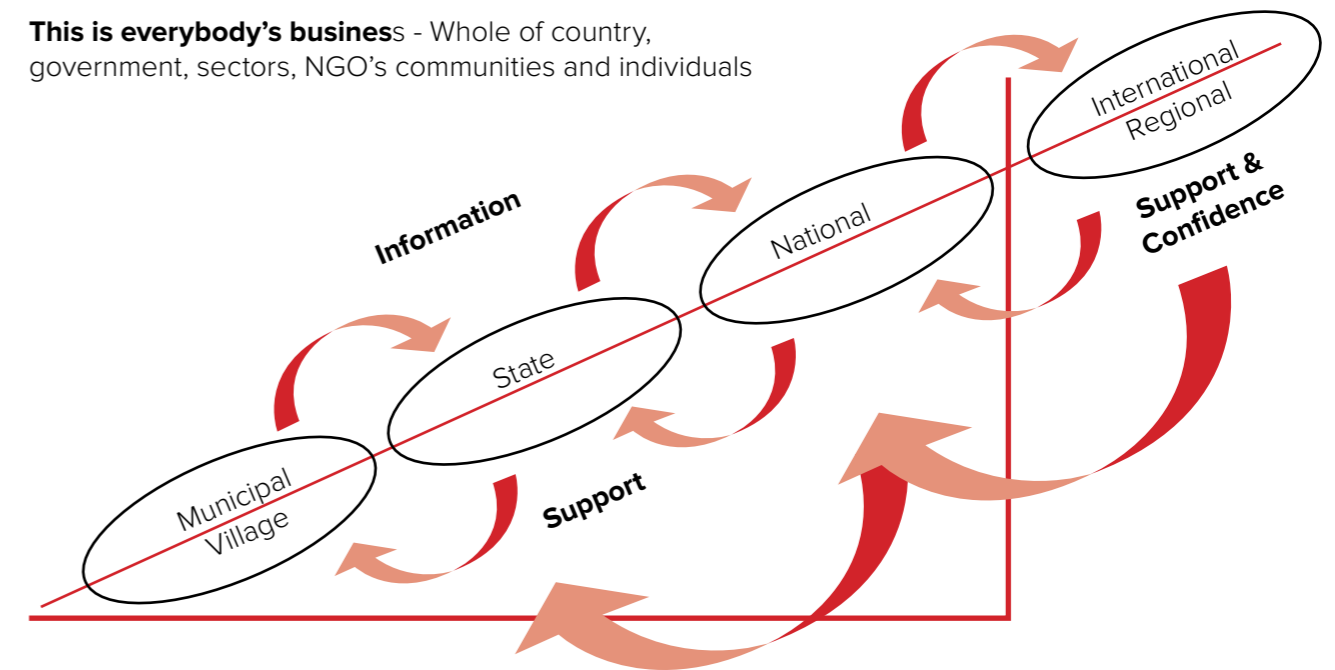 This is everybody’s business - Whole of country,
government, sectors, NGO’s communities and individuals
International
Regional
Support &
Confidence
Information
National
State
Support
Municipal
Village